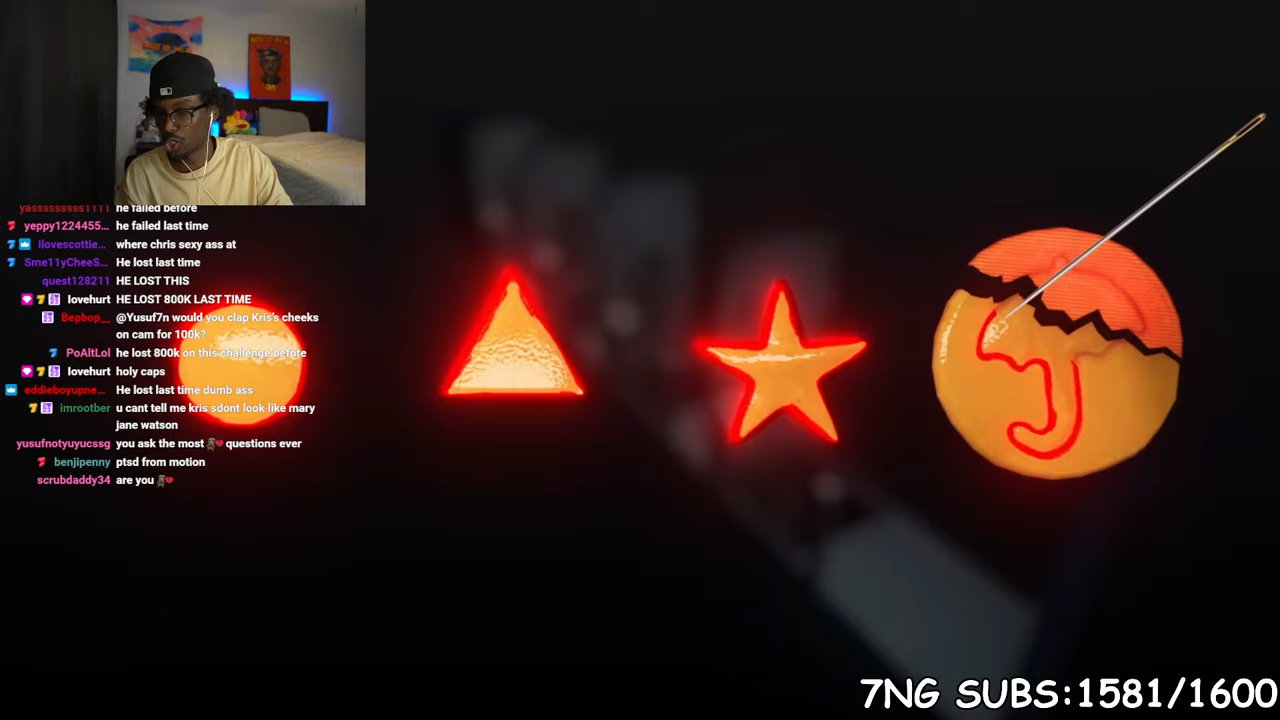 yasssssssss1111 he failed before
yeppy1224455... he failed last time
Ilovescottie... where chris sexy ass at
Sme11yCheeS... He lost last time
quest128211 HE LOST THIS
lovehurt HE LOST 800K LAST TIME
Bepbop__ @Yusuf7n would you clap Kris's cheeks
on cam for 100k?
PoAltLol he lost 800k on this challenge before
lovehurt holy caps
eddieboyupne... He lost last time dumb ass
imrootber u cant tell me kris sdont look like mary
jane watson
yusufnotyuyucssg you ask the most questions ever
benjipenny ptsd from motion
scrubdaddy34 are you
7NG SUBS:1581/1600